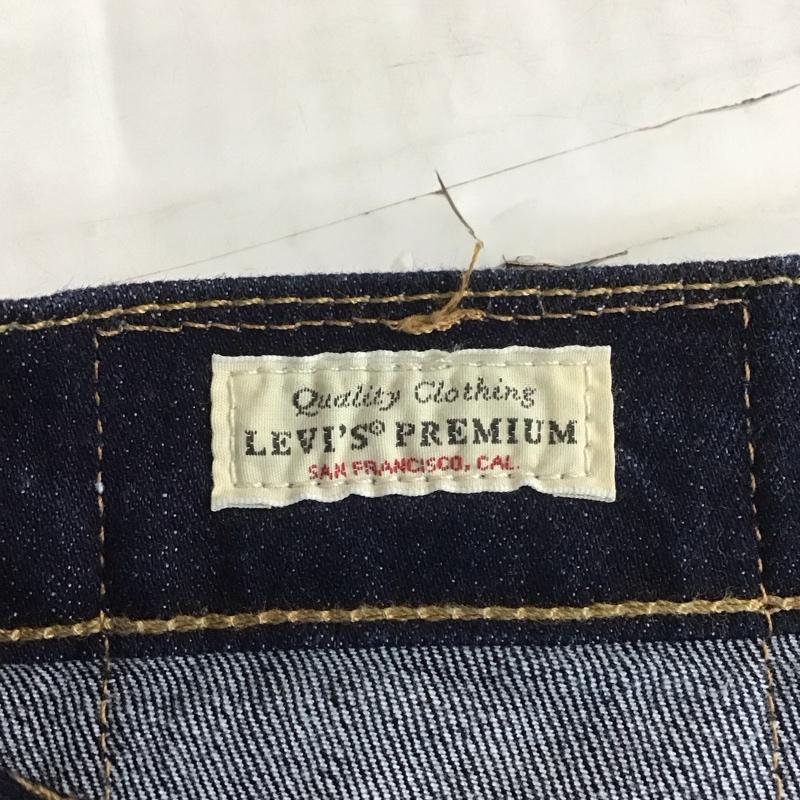 Quality Clothing
LEVI'S® PREMIUM
SAN FRANCISCO, CAL.